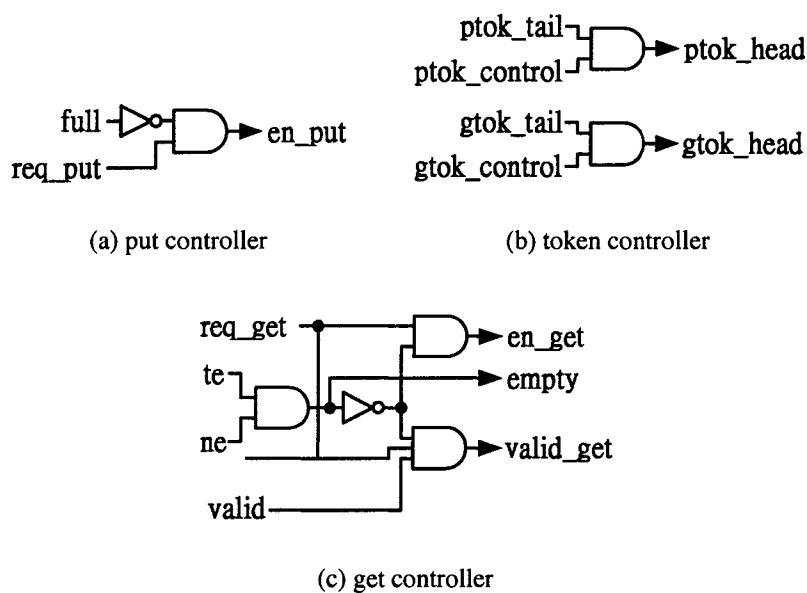 ptok_tail
ptok_control
ptok_head
full
req_put
en_put
gtok_tail
gtok_control
gtok_head
(a) put controller
(b) token controller
req_get
en_get
te
empty
ne
valid_get
valid
(c) get controller